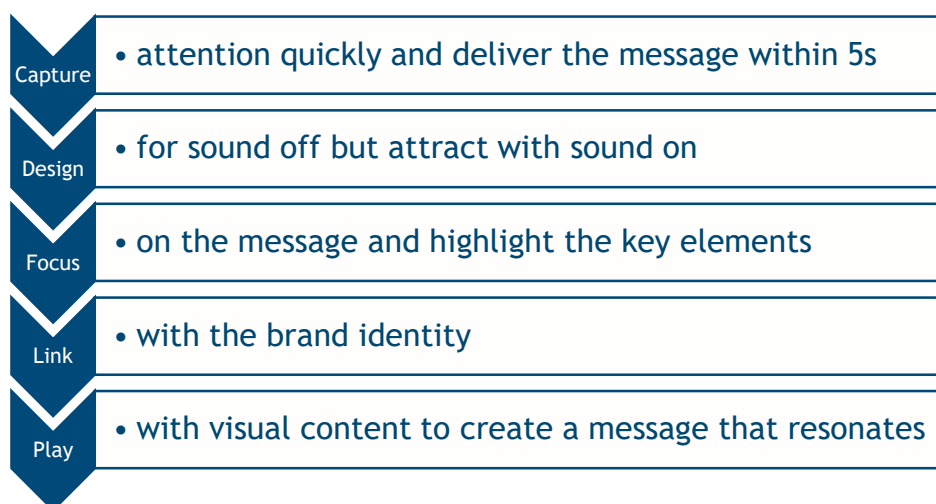 Capture
• attention quickly and deliver the message within 5s
Design
• for sound off but attract with sound on
Focus
• on the message and highlight the key elements
Link
• with the brand identity
Play
• with visual content to create a message that resonates